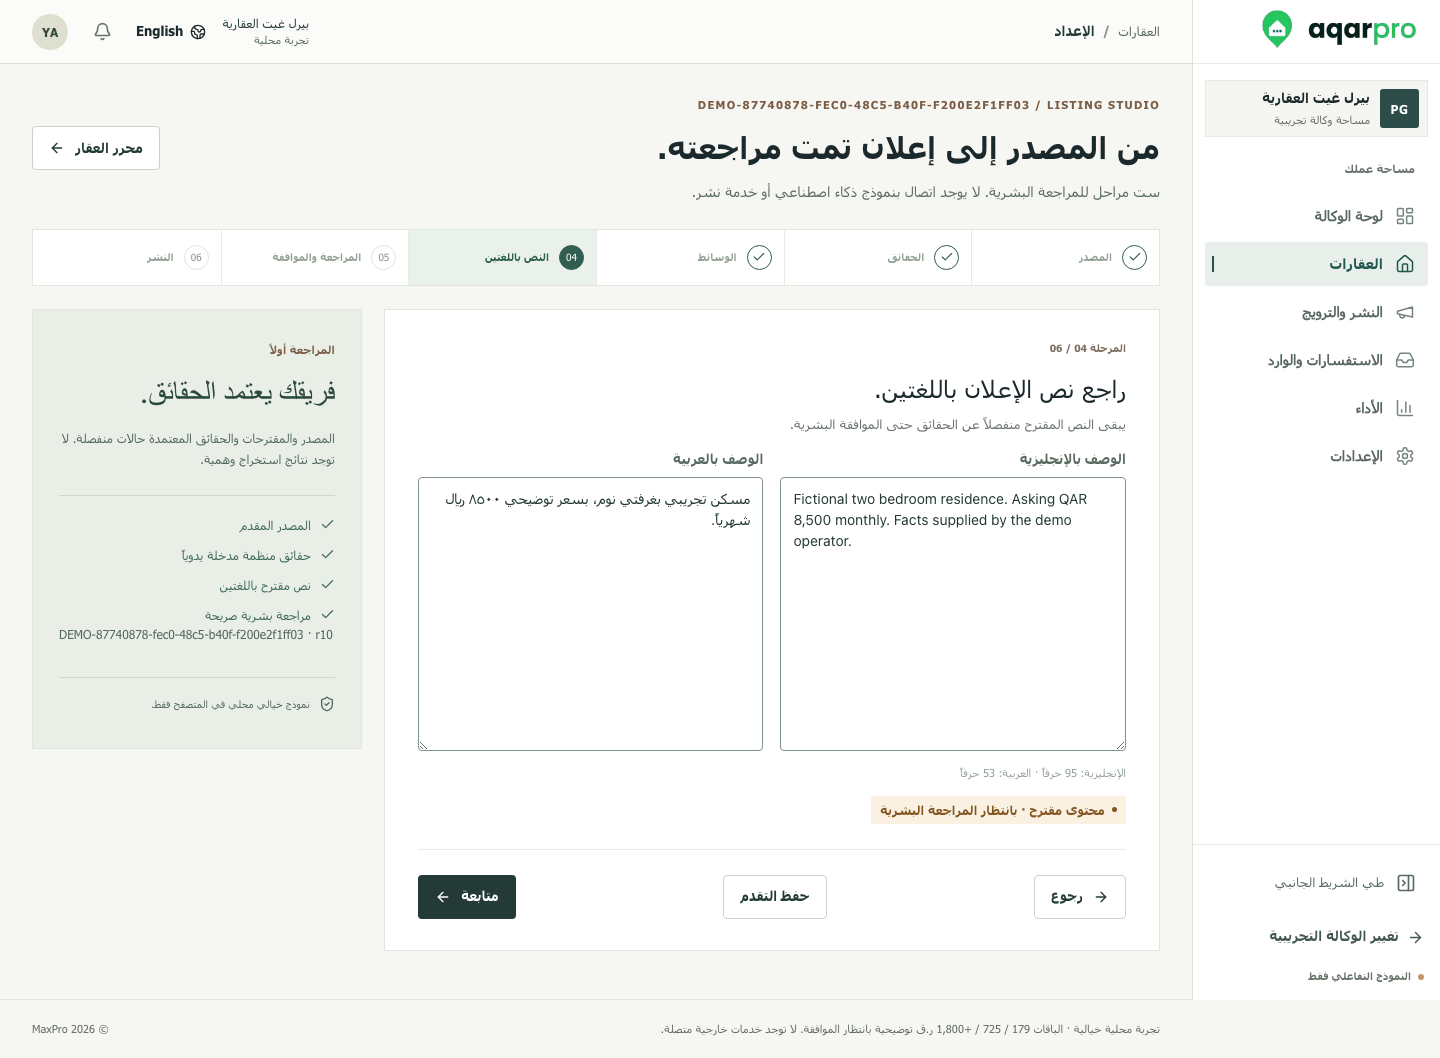 aqarpro
PG
بيرل غيت العقارية
مساحة وكالة تجريبية
مساحة عملك
لوحة الوكالة
العقارات
النشر والترويج
الاستفسارات والوارد
الأداء
الإعدادات
طي الشريط الجانبي
تغيير الوكالة التجريبية
النموذج التفاعلي فقط
العقارات / الإعداد
بيرل غيت العقارية
تجربة محلية
English
YA
DEMO-87740878-FEC0-48C5-B40F-F200E2F1FF03 / LISTING STUDIO
من المصدر إلى إعلان تمت مراجعته.
ست مراحل للمراجعة البشرية. لا يوجد اتصال بنموذج ذكاء اصطناعي أو خدمة نشر.
محرر العقار
المصدر
الحقائق
الوسائط
04 النص باللغتين
05 المراجعة والموافقة
06 النشر
المرحلة 04 / 06
راجع نص الإعلان باللغتين.
يبقى النص المقترح منفصلاً عن الحقائق حتى الموافقة البشرية.
الوصف بالإنجليزية
Fictional two bedroom residence. Asking QAR
8,500 monthly. Facts supplied by the demo
operator.
الوصف بالعربية
مسكن تجريبي بغرفتي نوم، بسعر توضيحي ٨٥٠٠ ريال
شهرياً.
الإنجليزية: 95 حرفاً · العربية: 53 حرفاً
محتوى مقترح · بانتظار المراجعة البشرية
رجوع
حفظ التقدم
متابعة
المراجعة أولاً
فريقك يعتمد الحقائق.
المصدر والمقترحات والحقائق المعتمدة حالات منفصلة. لا
توجد نتائج استخراج وهمية.
المصدر المقدم
حقائق منظمة مدخلة يدوياً
نص مقترح باللغتين
مراجعة بشرية صريحة
DEMO-87740878-fec0-48c5-b40f-f200e2f1ff03 · r10
نموذج خيالي محلي في المتصفح فقط.
تجربة محلية خيالية · الباقات 179 / 725 / +1,800 ر.ق توضيحية بانتظار الموافقة. لا توجد خدمات خارجية متصلة.
© 2026 MaxPro